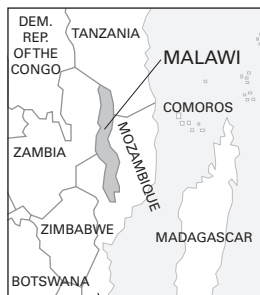 DEM.
REP.
OF THE
CONGO
TANZANIA
MALAWI
COMOROS
ZAMBIA
MOZAMBIQUE
ZIMBABWE
MADAGASCAR
BOTSWANA